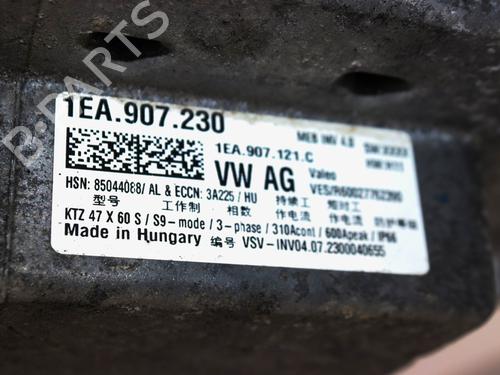 B-PARTS
1EA.907.230
MEB INV 4.0
1EA.907.121.C
VW AG
Valeo
HSN: 85044088/ AL & ECCN: 3A225 / HU
型号 工作制 相数 持续工作电流 短时工作电流 防护等级
KTZ 47 X 60 S / S9-mode / 3-phase / 310Acont / 600Apeak / IP66
Made in Hungary 编号 VSV-INV04.07.2300040655